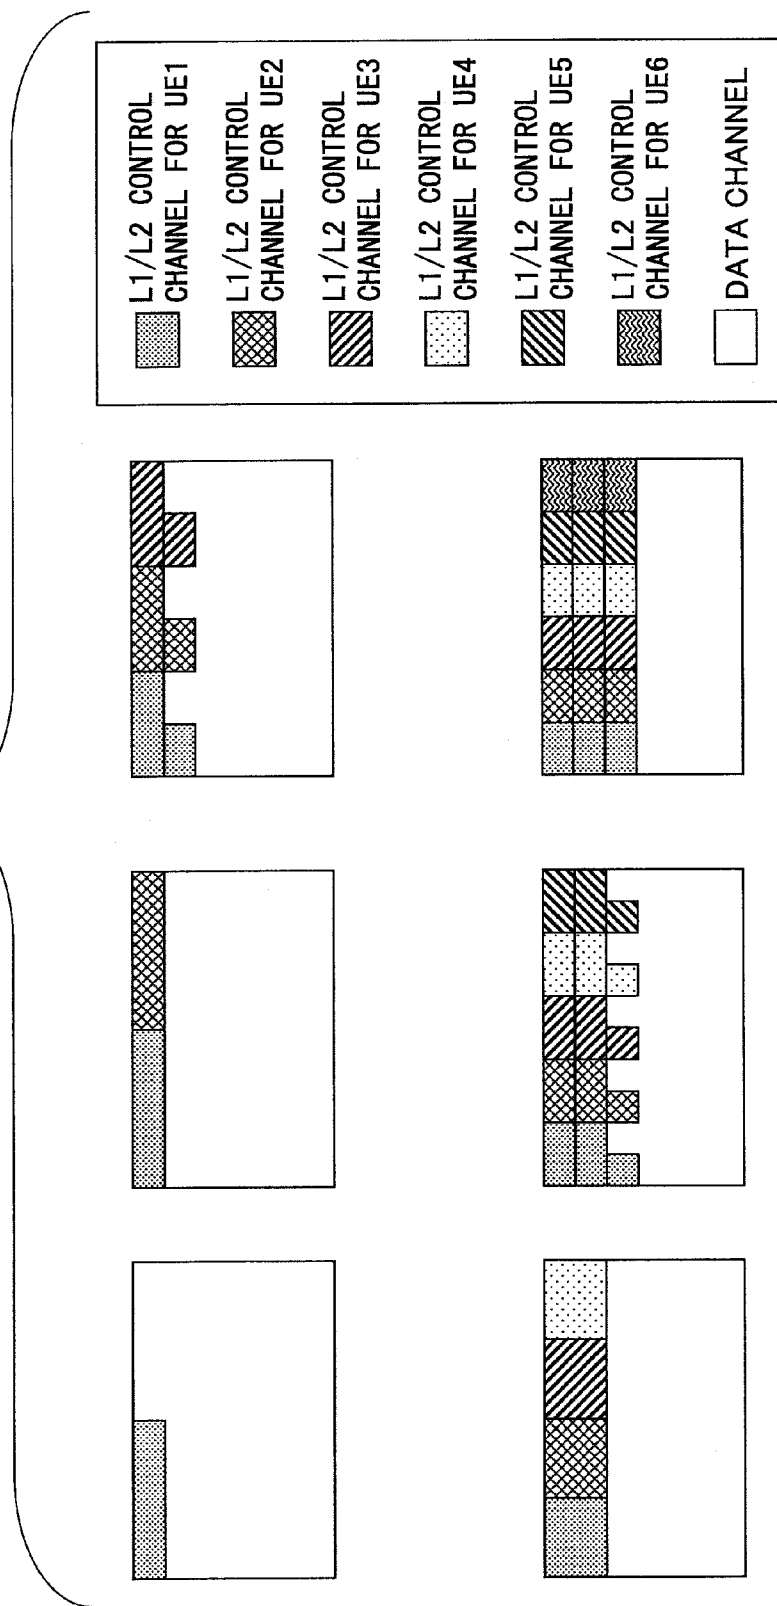 L1/L2 CONTROL
CHANNEL FOR UE1
L1/L2 CONTROL
CHANNEL FOR UE2
L1/L2 CONTROL
CHANNEL FOR UE3
L1/L2 CONTROL
CHANNEL FOR UE4
L1/L2 CONTROL
CHANNEL FOR UE5
L1/L2 CONTROL
CHANNEL FOR UE6
DATA CHANNEL